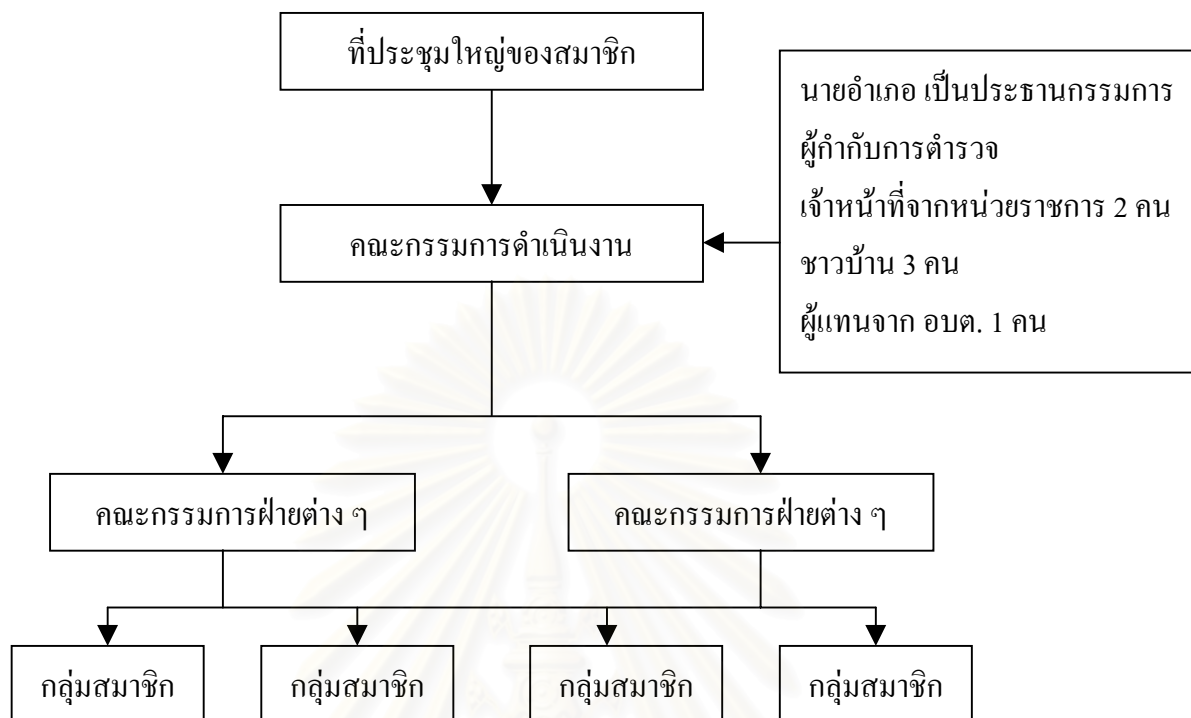 ที่ประชุมใหญ่ของสมาชิก
นายอำเภอ เป็นประธานกรรมการ
ผู้กำกับการตำรวจ
เจ้าหน้าที่จากหน่วยราชการ 2 คน
ชาวบ้าน 3 คน
ผู้แทนจาก อบต. 1 คน
คณะกรรมการดำเนินงาน
คณะกรรมการฝ่ายต่าง ๆ
คณะกรรมการฝ่ายต่าง ๆ
กลุ่มสมาชิก
กลุ่มสมาชิก
กลุ่มสมาชิก
กลุ่มสมาชิก